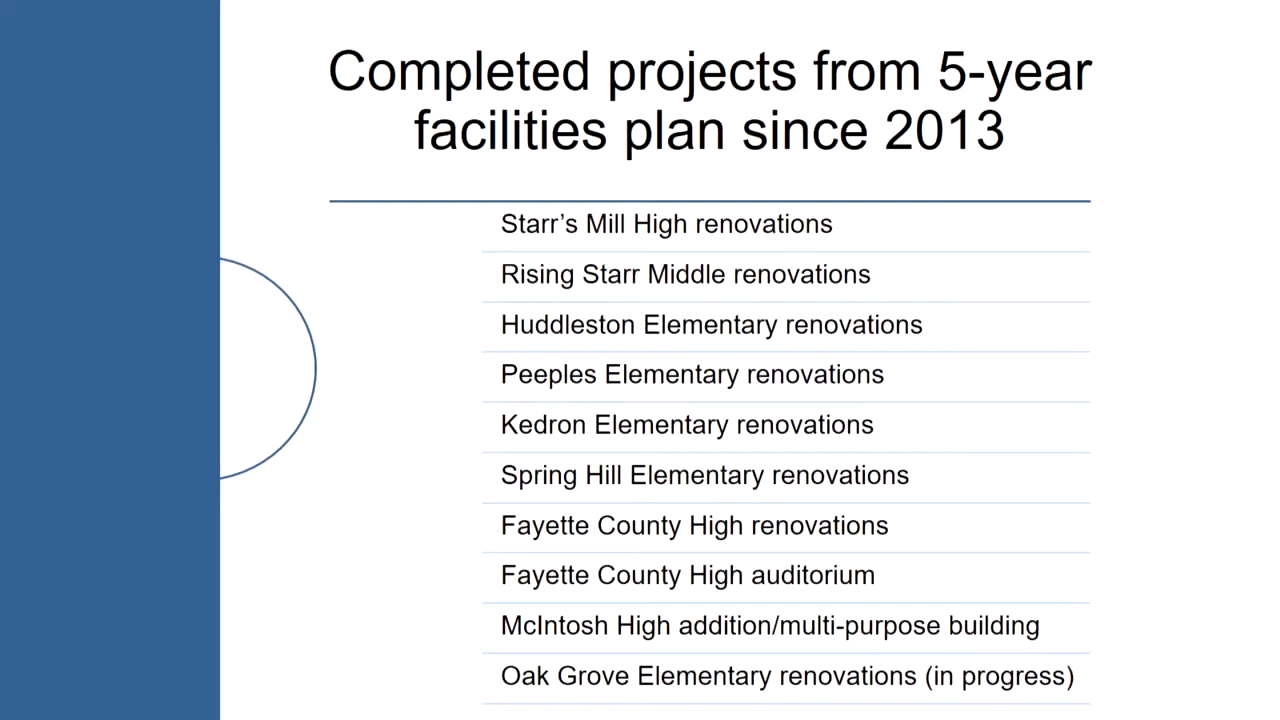 Completed projects from 5-year
facilities plan since 2013
Starr’s Mill High renovations
Rising Starr Middle renovations
Huddleston Elementary renovations
Peeples Elementary renovations
Kedron Elementary renovations
Spring Hill Elementary renovations
Fayette County High renovations
Fayette County High auditorium
McIntosh High addition/multi-purpose building
Oak Grove Elementary renovations (in progress)